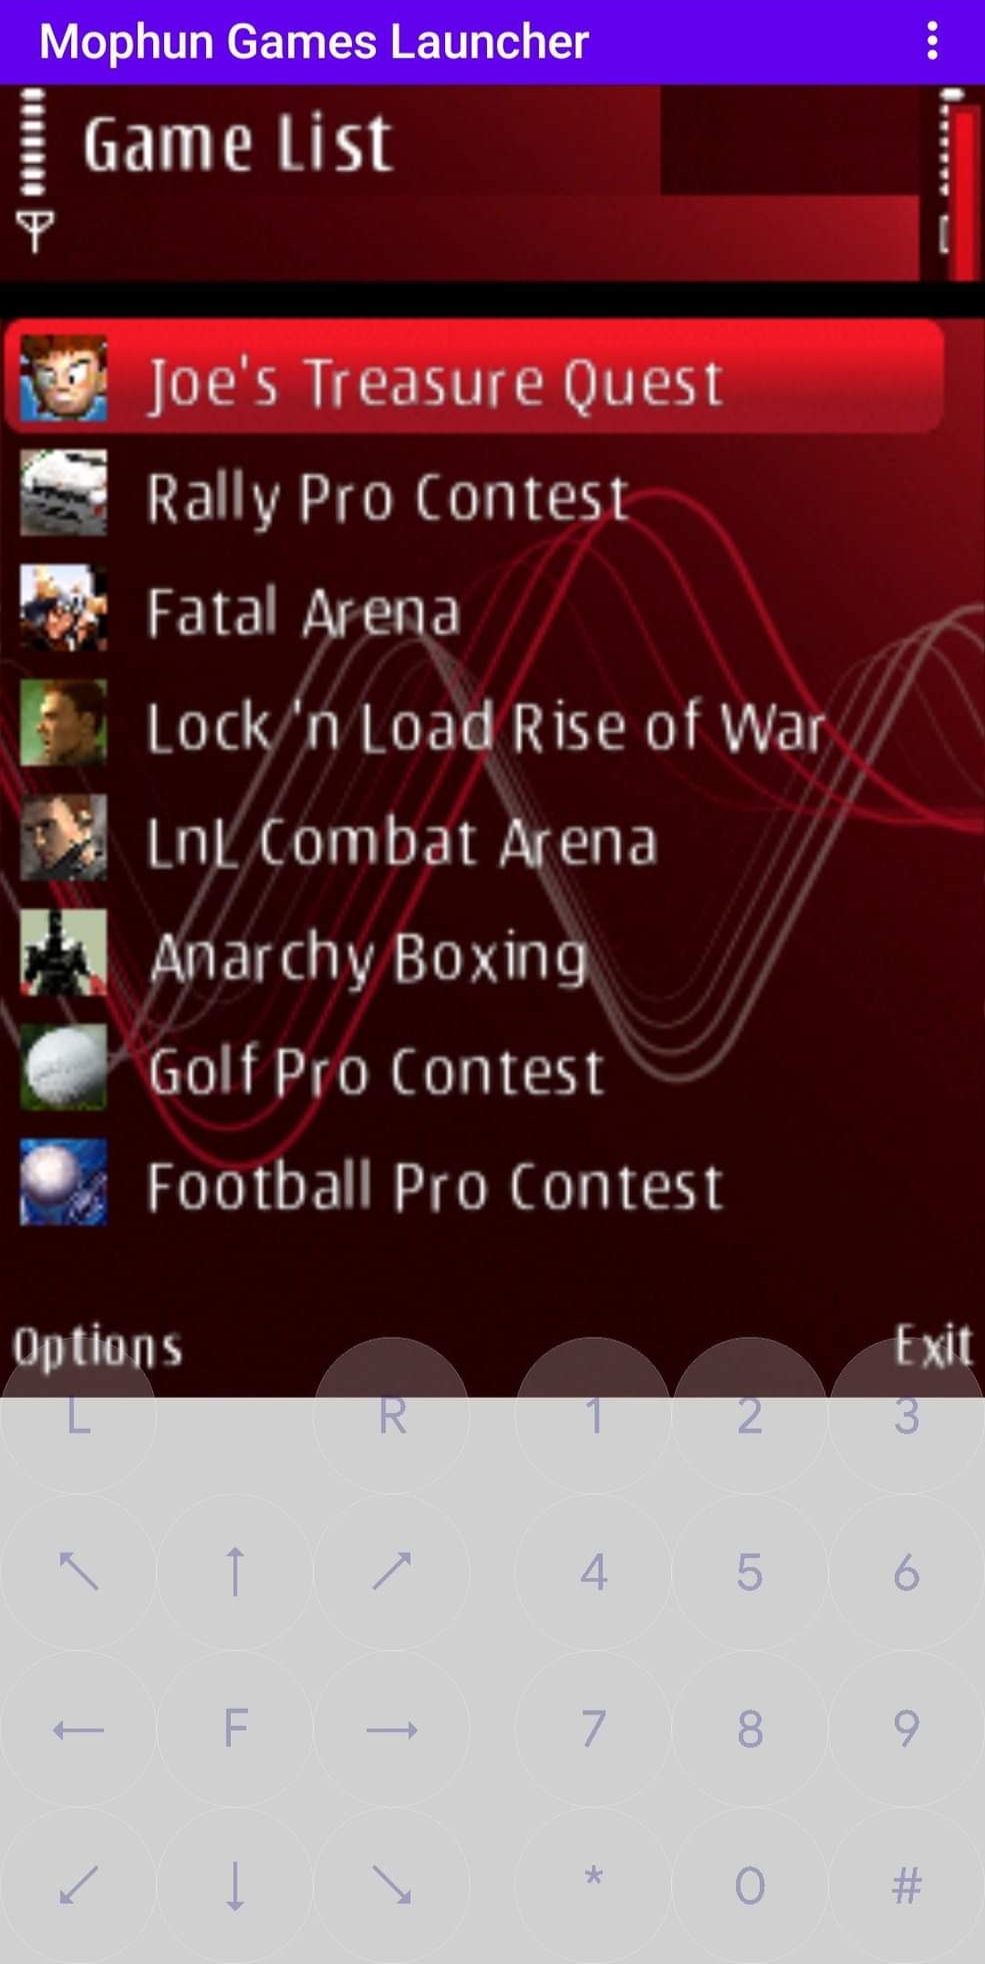 Mophun Games Launcher
Game List
Joe's Treasure Quest
Rally Pro Contest
Fatal Arena
Lock 'n Load Rise of War
LnL Combat Arena
Anarchy Boxing
Golf Pro Contest
Football Pro Contest
Options Exit
L R 1 2 3
↖ ↑ ↗ 4 5 6
← F → 7 8 9
↙ ↓ ↘ * 0 #